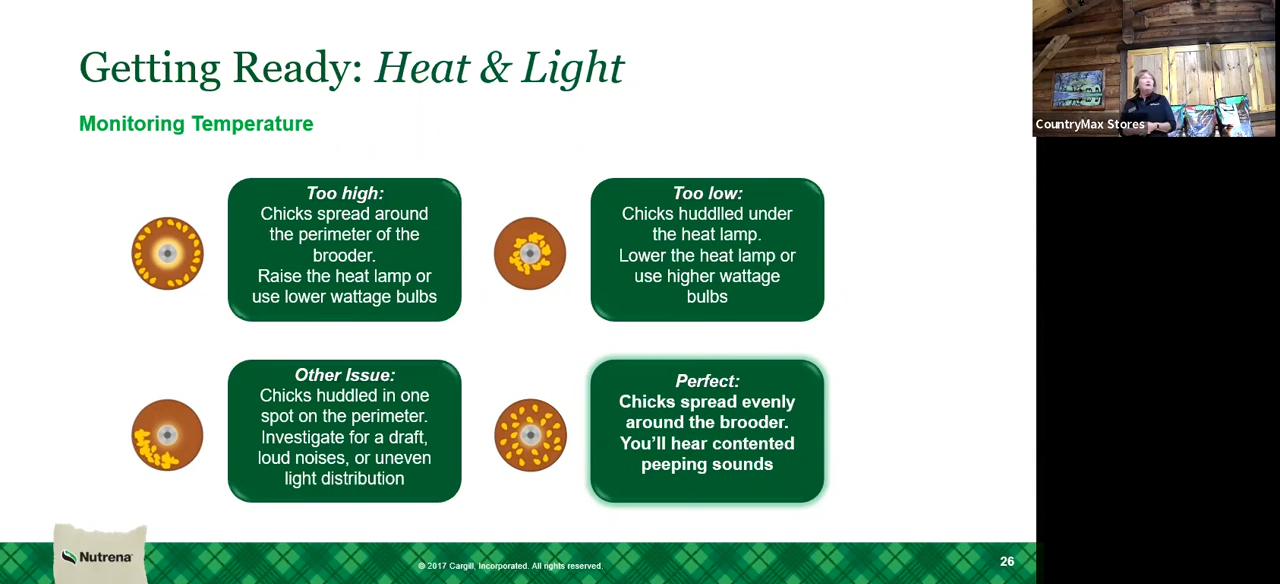 Getting Ready: Heat & Light
Monitoring Temperature
Too high:
Chicks spread around
the perimeter of the
brooder.
Raise the heat lamp or
use lower wattage bulbs
Too low:
Chicks huddlled under
the heat lamp.
Lower the heat lamp or
use higher wattage
bulbs
Other Issue:
Chicks huddled in one
spot on the perimeter.
Investigate for a draft,
loud noises, or uneven
light distribution
Perfect:
Chicks spread evenly
around the brooder.
You’ll hear contented
peeping sounds
Nutrena
© 2017 Cargill, Incorporated. All rights reserved.
26
CountryMax Stores